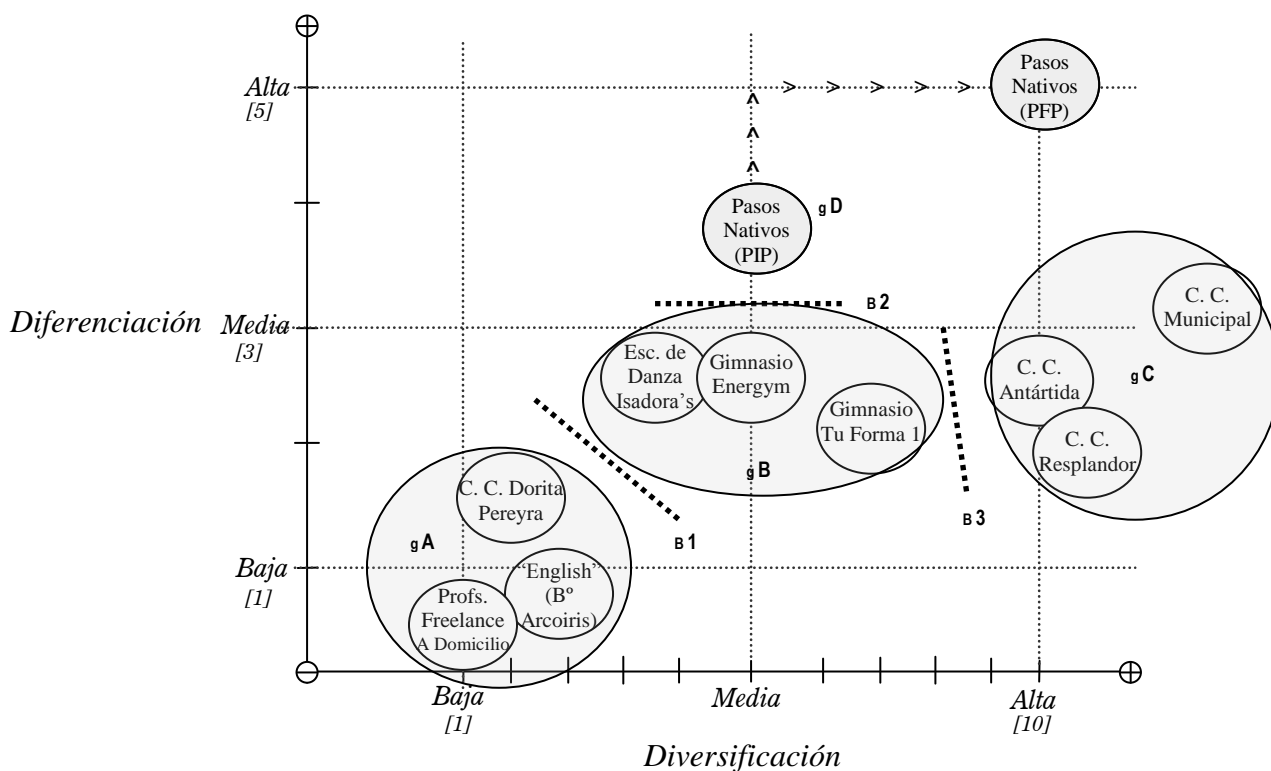 Pasos
Nativos
(PFP)
Alta
[5]
> > > > >
^
^
^
Pasos
Nativos
(PIP)
g D
B 2
C. C.
Municipal
Diferenciación
Media
[3]
Esc. de
Danza
Isadora’s
Gimnasio
Energym
C. C.
Antártida
g C
Gimnasio
Tu Forma 1
C. C.
Resplandor
g B
C. C. Dorita
Pereyra
B 3
B 1
g A
Baja
[1]
“English”
(Bº
Arcoiris)
Profs.
Freelance
A Domicilio
Baja
[1]
Media
Alta
[10]
Diversificación